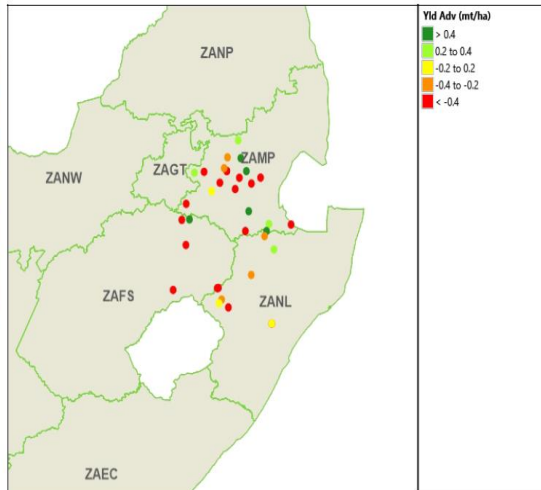 Yld Adv (mt/ha)
> 0.4
0.2 to 0.4
-0.2 to 0.2
-0.4 to -0.2
< -0.4
ZANP
ZAMP
ZAGT
ZANW
ZAFS
ZANL
ZAEC